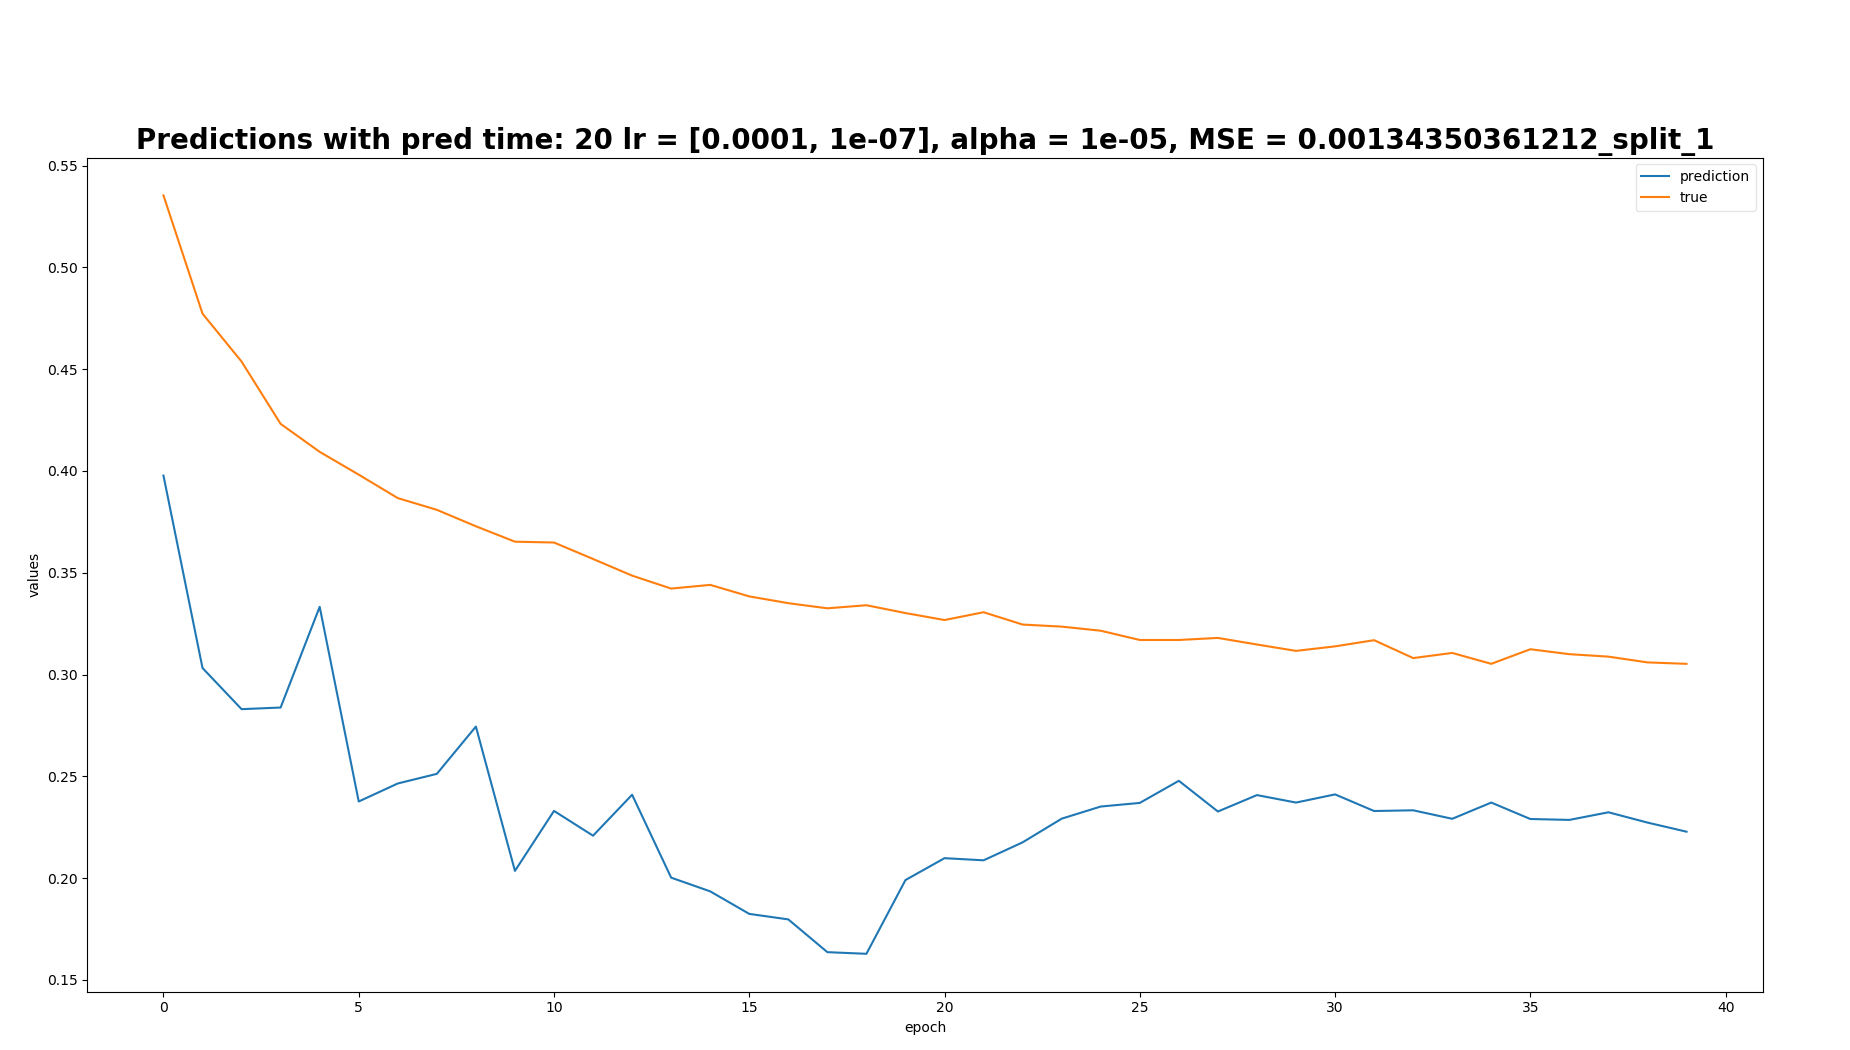 Predictions with pred time: 20 lr = [0.0001, 1e-07], alpha = 1e-05, MSE = 0.00134350361212_split_1
prediction
true
0.55
0.50
0.45
0.40
0.35
0.30
0.25
0.20
0.15
values
0 5 10 15 20 25 30 35 40
epoch